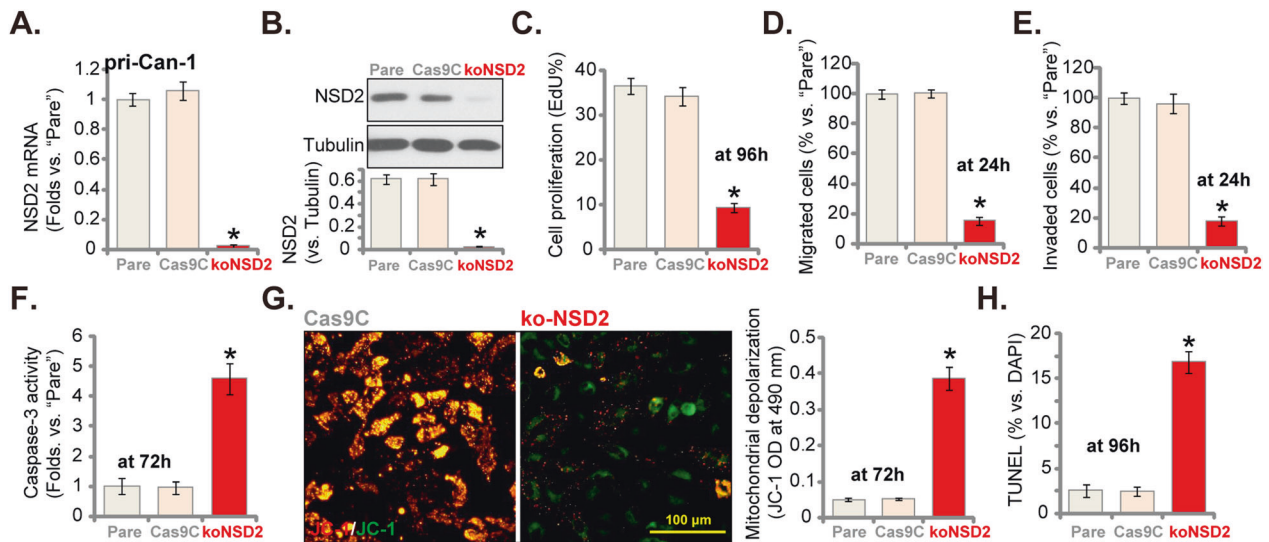 A.
pri-Can-1
NSD2 mRNA
(Folds vs. “Pare”)
1.2
1
0.8
0.6
0.4
0.2
0
*
Pare Cas9C koNSD2
B.
Pare Cas9C koNSD2
NSD2
Tubulin
NSD2
(vs. Tubulin)
0.6
0.4
0.2
0
*
Pare Cas9C koNSD2
C.
Cell proliferation (EdU%)
40
30
20
10
0
at 96h
*
Pare Cas9C koNSD2
D.
Migrated cells (% vs. “Pare”)
120
100
80
60
40
20
0
at 24h
*
Pare Cas9C koNSD2
E.
Invaded cells (% vs. “Pare”)
120
100
80
60
40
20
0
at 24h
*
Pare Cas9C koNSD2
F.
Caspase-3 activity
(Folds. vs. “Pare”)
6
5
4
3
2
1
0
at 72h
*
Pare Cas9C koNSD2
G.
Cas9C
ko-NSD2
/JC-1
100 µm
Mitochondrial depolarization
(JC-1 OD at 490 nm)
0.5
0.4
0.3
0.2
0.1
0
at 72h
*
Pare Cas9C koNSD2
H.
TUNEL (% vs. DAPI)
20
15
10
5
0
at 96h
*
Pare Cas9C koNSD2